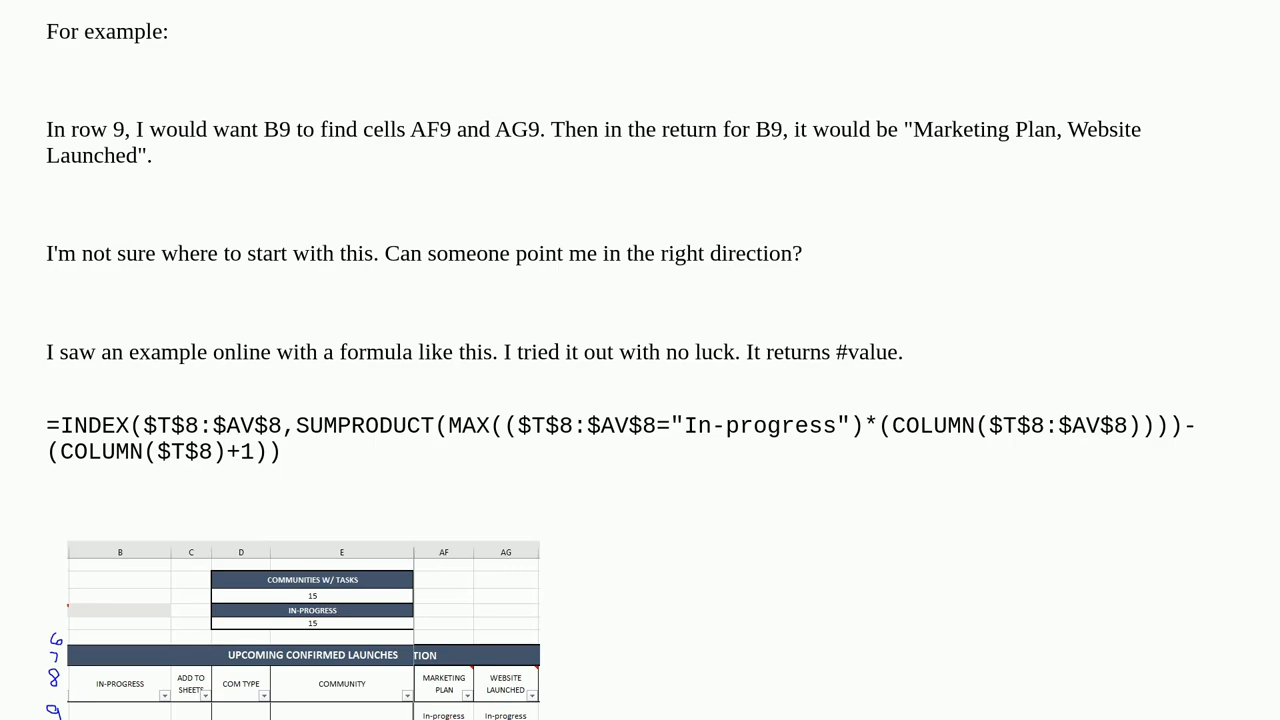 For example:
In row 9, I would want B9 to find cells AF9 and AG9. Then in the return for B9, it would be "Marketing Plan, Website
Launched".
I'm not sure where to start with this. Can someone point me in the right direction?
I saw an example online with a formula like this. I tried it out with no luck. It returns #value.
=INDEX($T$8:$AV$8,SUMPRODUCT(MAX(($T$8:$AV$8="In-progress")*(COLUMN($T$8:$AV$8))))-
(COLUMN($T$8)+1))
B C D E AF AG
COMMUNITIES W/ TASKS
15
IN-PROGRESS
15
6
7 UPCOMING CONFIRMED LAUNCHES TION
8 IN-PROGRESS ADD TO SHEETS COM TYPE COMMUNITY MARKETING PLAN WEBSITE LAUNCHED
9 In-progress In-progress